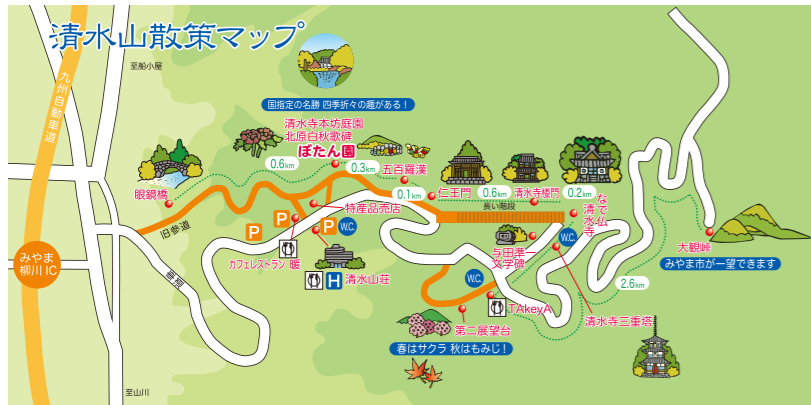 清水山散策マップ
九州自動車道
至船小屋
国指定の名勝 四季折々の趣がある！
清水寺本坊庭園
北原白秋歌碑
ぼたん園
0.6km
0.3km
五百羅漢
眼鏡橋
旧参道
0.1km
仁王門
0.6km
清水寺楼門
0.2km
なで仏
清水寺
長い階段
特産品売店
P
P
P
W.C.
カフェレストラン 暖
H
清水山荘
W.C.
与田準一
文学碑
W.C.
TAkeyA
第二展望台
春はサクラ 秋はもみじ！
清水寺三重塔
2.6km
大観峠
みやま市が一望できます
みやま
柳川IC
至山川